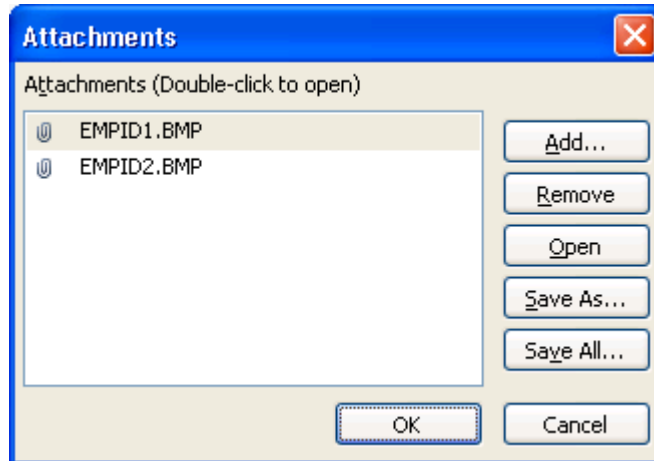 Attachments
Attachments (Double-click to open)
EMPID1.BMP
EMPID2.BMP
Add...
Remove
Open
Save As...
Save All...
OK
Cancel